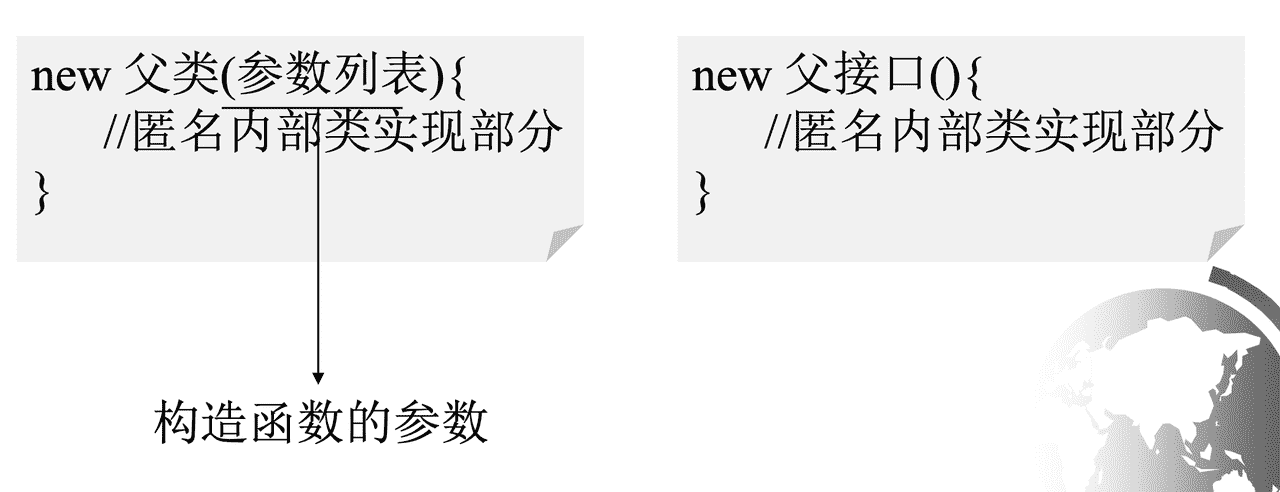 new 父类(参数列表){
//匿名内部类实现部分
}
构造函数的参数
new 父接口(){
//匿名内部类实现部分
}